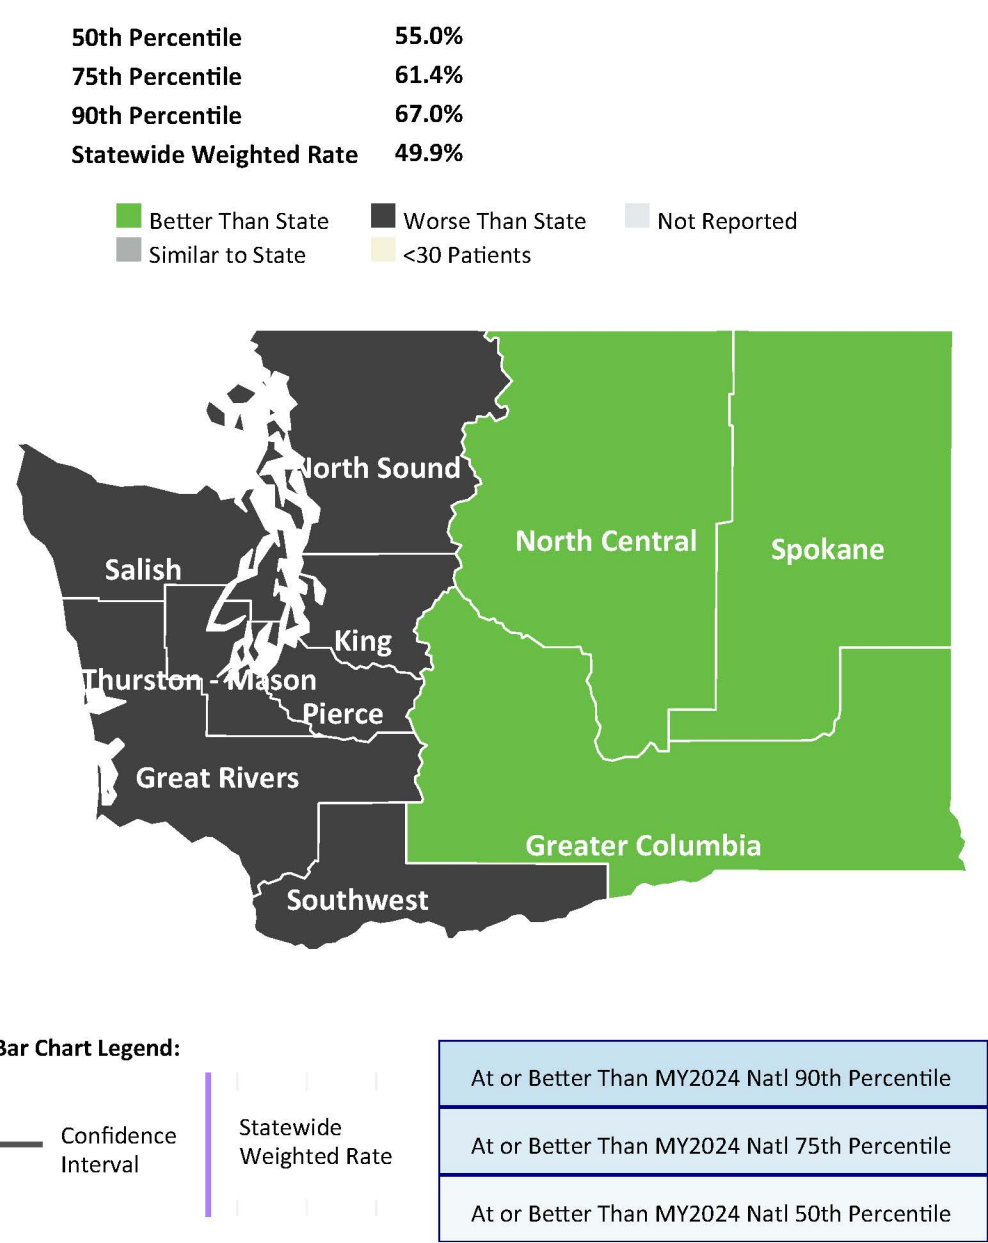 50th Percentile 55.0%
75th Percentile 61.4%
90th Percentile 67.0%
Statewide Weighted Rate 49.9%
Better Than State Worse Than State Not Reported
Similar to State <30 Patients
North Sound
North Central
Spokane
Salish
King
Thurston - Mason
Pierce
Great Rivers
Greater Columbia
Southwest
Bar Chart Legend:
Confidence
Interval
Statewide
Weighted Rate
At or Better Than MY2024 Natl 90th Percentile
At or Better Than MY2024 Natl 75th Percentile
At or Better Than MY2024 Natl 50th Percentile